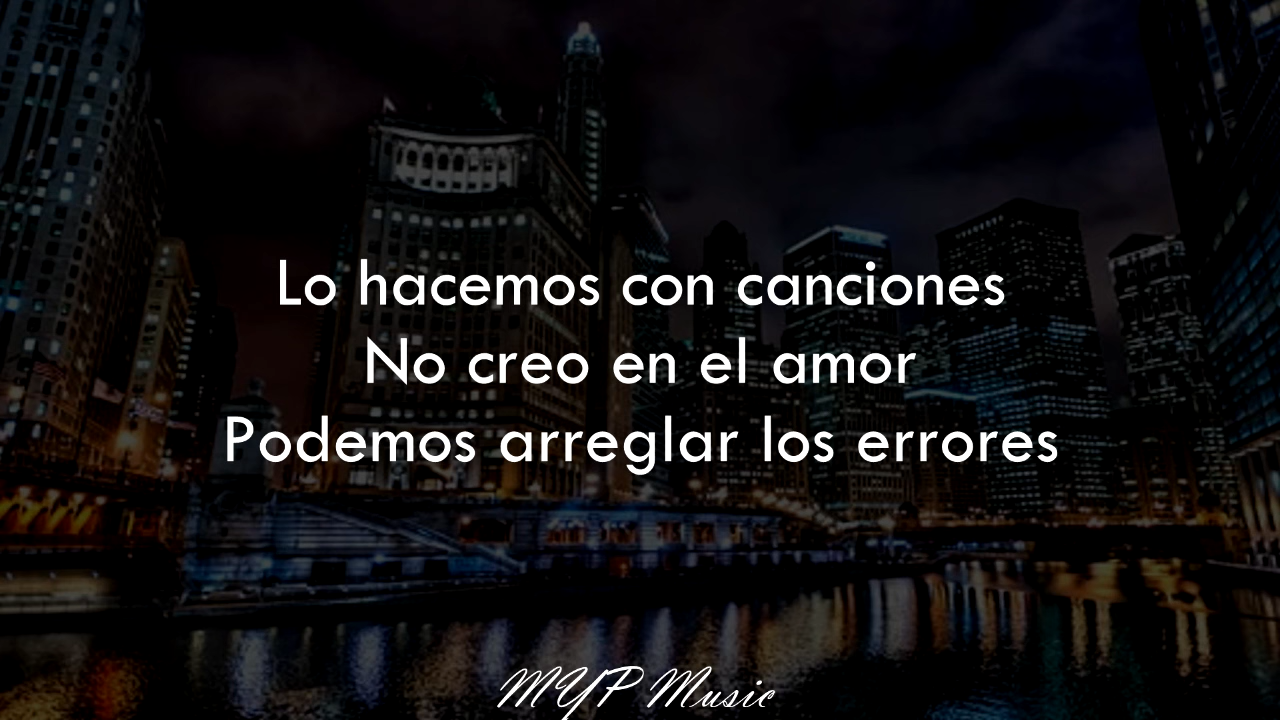 Lo hacemos con canciones
No creo en el amor
Podemos arreglar los errores
MYP Music